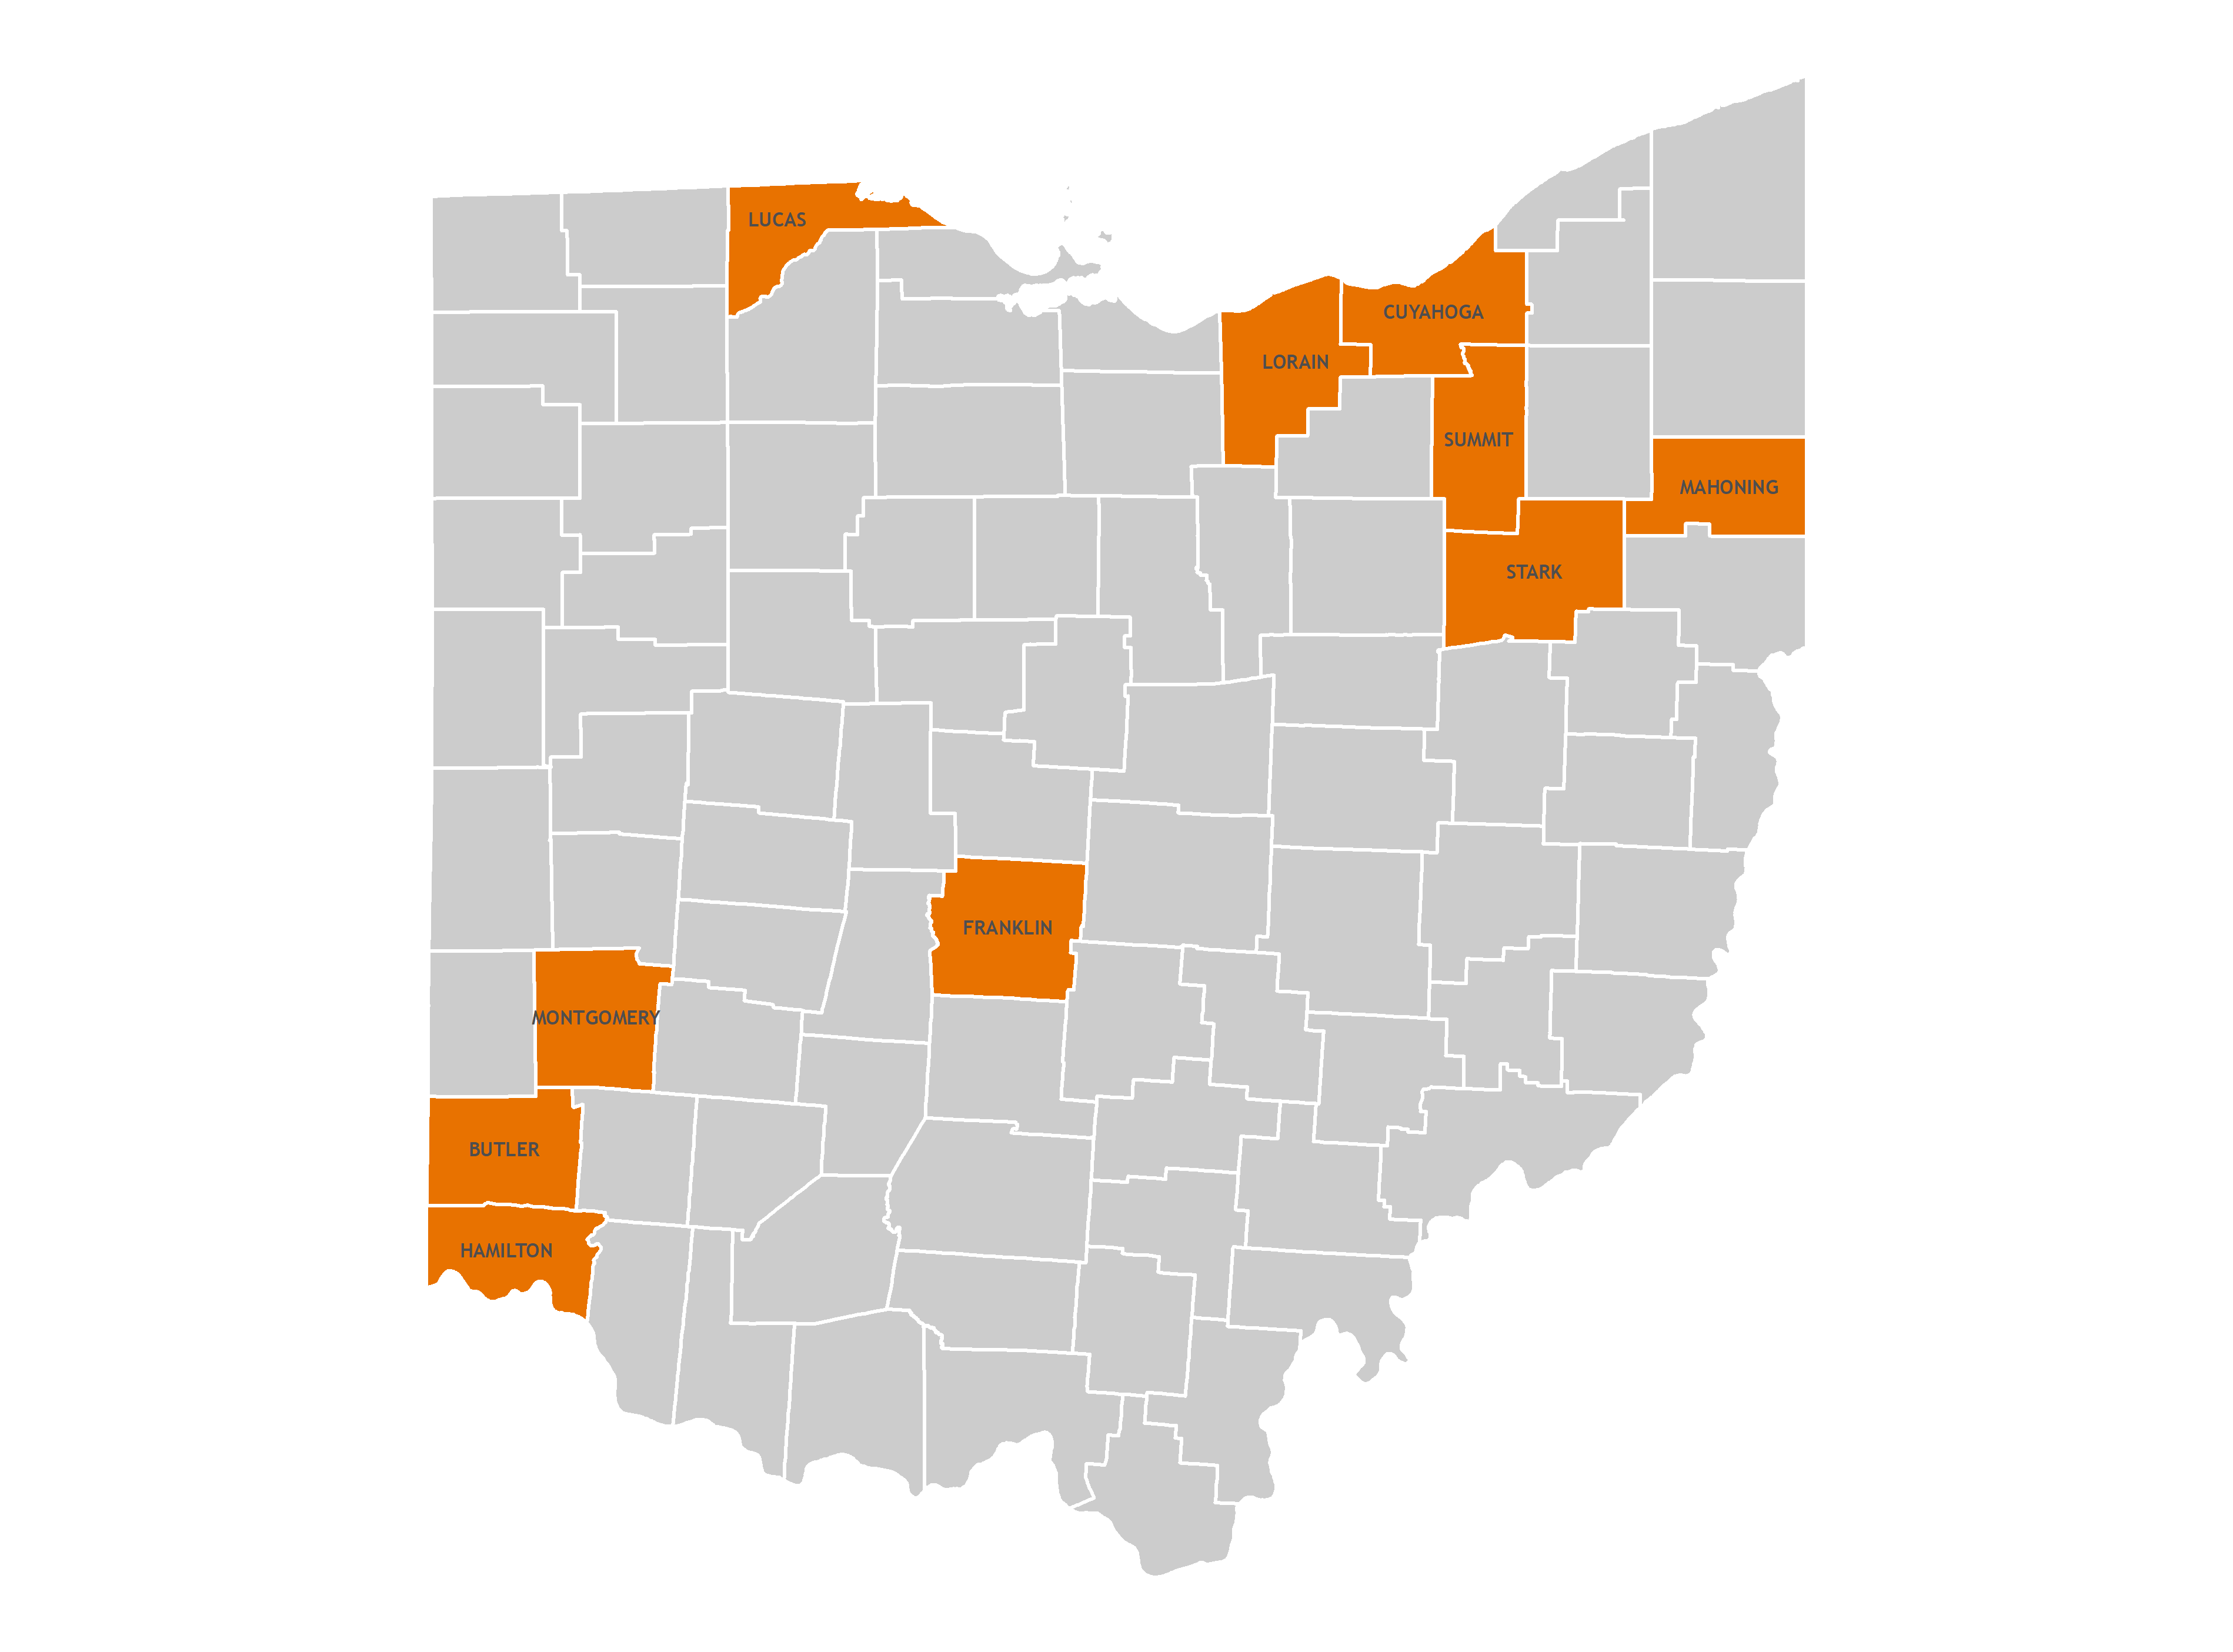 LUCAS
CUYAHOGA
LORAIN
SUMMIT
MAHONING
STARK
FRANKLIN
MONTGOMERY
BUTLER
HAMILTON